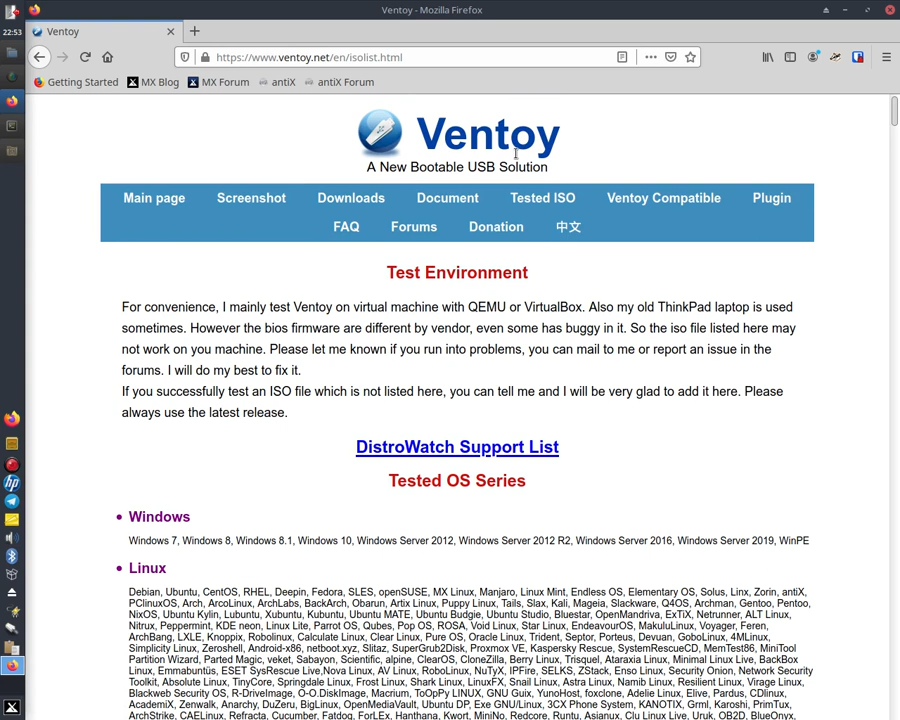 Ventoy - Mozilla Firefox
22:53
Ventoy
https://www.ventoy.net/en/isolist.html
Getting Started
MX Blog
MX Forum
antiX
antiX Forum
Ventoy
A New Bootable USB Solution
Main page Screenshot Downloads Document Tested ISO Ventoy Compatible Plugin
FAQ Forums Donation 中文
Test Environment
For convenience, I mainly test Ventoy on virtual machine with QEMU or VirtualBox. Also my old ThinkPad laptop is used
sometimes. However the bios firmware are different by vendor, even some has buggy in it. So the iso file listed here may
not work on you machine. Please let me known if you run into problems, you can mail to me or report an issue in the
forums. I will do my best to fix it.
If you successfully test an ISO file which is not listed here, you can tell me and I will be very glad to add it here. Please
always use the latest release.
DistroWatch Support List
Tested OS Series
• Windows
Windows 7, Windows 8, Windows 8.1, Windows 10, Windows Server 2012, Windows Server 2012 R2, Windows Server 2016, Windows Server 2019, WinPE
• Linux
Debian, Ubuntu, CentOS, RHEL, Deepin, Fedora, SLES, openSUSE, MX Linux, Manjaro, Linux Mint, Endless OS, Elementary OS, Solus, Linx, Zorin, antiX,
PClinuxOS, Arch, ArcoLinux, ArchLabs, BackArch, Obarun, Artix Linux, Puppy Linux, Tails, Slax, Kali, Mageia, Slackware, Q4OS, Archman, Gentoo, Pentoo,
NixOS, Ubuntu Kylin, Lubuntu, Xubuntu, Kubuntu, Ubuntu MATE, Ubuntu Budgie, Ubuntu Studio, Bluestar, OpenMandriva, ExTiX, Netrunner, ALT Linux,
Nitrux, Peppermint, KDE neon, Linux Lite, Parrot OS, Qubes, Pop OS, ROSA, Void Linux, Star Linux, EndeavourOS, MakuluLinux, Voyager, Feren,
ArchBang, LXLE, Knoppix, Robolinux, Calculate Linux, Clear Linux, Pure OS, Oracle Linux, Trident, Septor, Porteus, Devuan, GoboLinux, 4MLinux,
Simplicity Linux, Zeroshell, Android-x86, netboot.xyz, Slitaz, SuperGrub2Disk, Proxmox VE, Kaspersky Rescue, SystemRescueCD, MemTest86, MiniTool
Partition Wizard, Parted Magic, veket, Sabayon, Scientific, alpine, ClearOS, CloneZilla, Berry Linux, Trisquel, Ataraxia Linux, Minimal Linux Live, BackBox
Linux, Emmabuntüs, ESET SysRescue Live,Nova Linux, AV Linux, RoboLinux, NuTyX, IPFire, SELKS, ZStack, Enso Linux, Security Onion, Network Security
Toolkit, Absolute Linux, TinyCore, Springdale Linux, Frost Linux, Shark Linux, LinuxFX, Snail Linux, Astra Linux, Namib Linux, Resilient Linux, Virage Linux,
Blackweb Security OS, R-DriveImage, O-O.DiskImage, Macrium, ToOpPy LINUX, GNU Guix, YunoHost, foxclone, Adelie Linux, Elive, Pardus, CDlinux,
AcademiX, Zenwalk, Anarchy, DuZeru, BigLinux, OpenMediaVault, Ubuntu DP, Exe GNU/Linux, 3CX Phone System, KANOTIX, Grml, Karoshi, PrimTux,
ArchStrike, CAELinux, Refracta, Cucumber, Fatdog, ForLEx, Hanthana, Kwort, MiniNo, Redcore, Runtu, Asianux, Clu Linux Live, Uruk, OB2D, BlueOnyx,